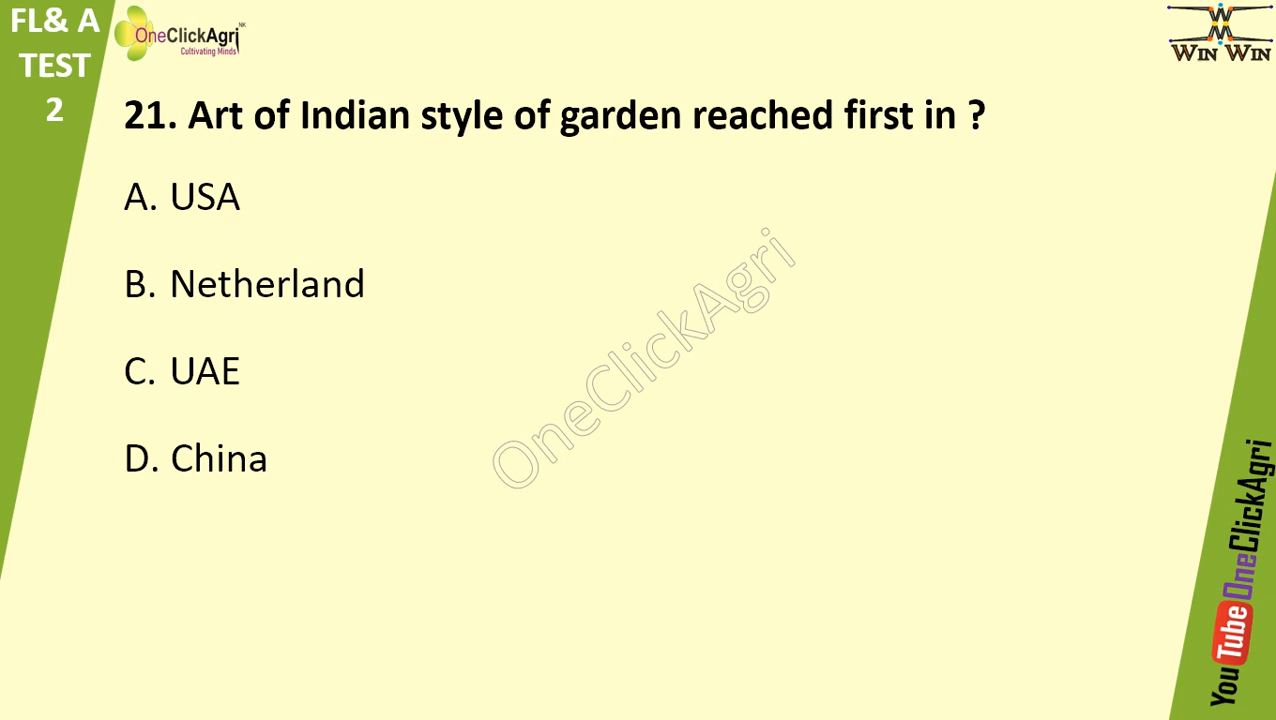 FL& A
TEST
2
OneClickAgri NK
Cultivating Minds
WIN WIN
21. Art of Indian style of garden reached first in ?
A. USA
B. Netherland
C. UAE
D. China
OneClickAgri
YouTube OneClickAgri